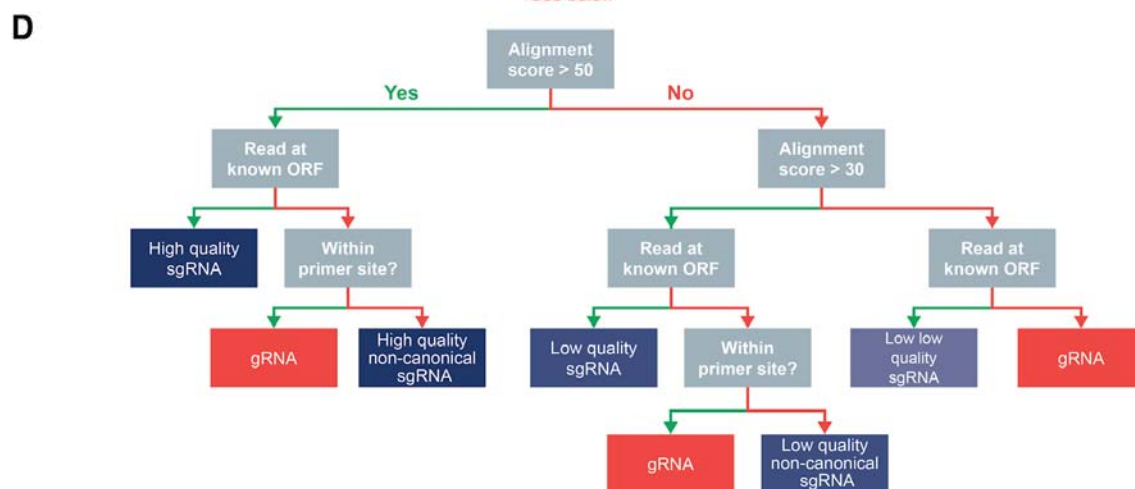 D
Alignment
score > 50
Yes
No
Read at
known ORF
Alignment
score > 30
High quality
sgRNA
Within
primer site?
Read at
known ORF
Read at
known ORF
gRNA
High quality
non-canonical
sgRNA
Low quality
sgRNA
Within
primer site?
Low low
quality
sgRNA
gRNA
gRNA
Low quality
non-canonical
sgRNA